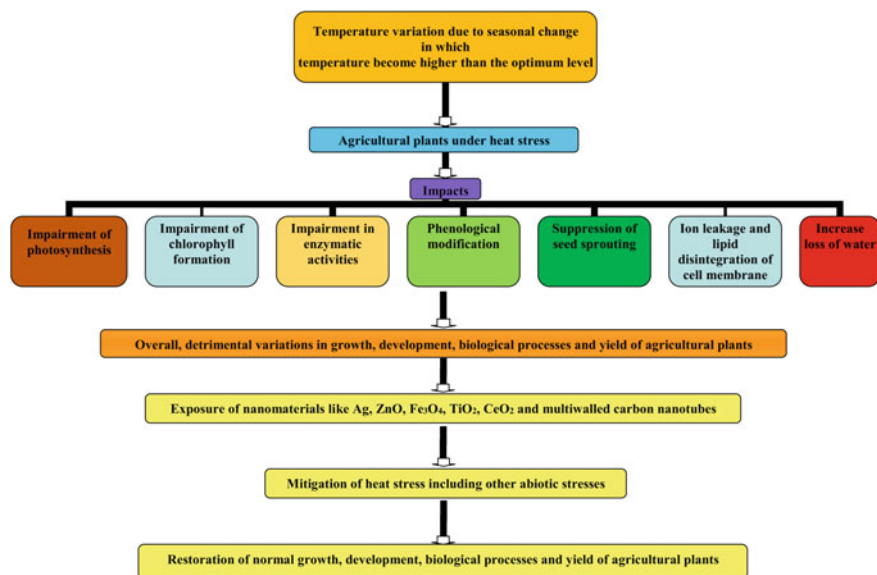 Temperature variation due to seasonal change
in which
temperature become higher than the optimum level
Agricultural plants under heat stress
Impacts
Impairment of
photosynthesis
Impairment of
chlorophyll
formation
Impairment in
enzymatic
activities
Phenological
modification
Suppression of
seed sprouting
Ion leakage and
lipid
disintegration of
cell membrane
Increase
loss of water
Overall, detrimental variations in growth, development, biological processes and yield of agricultural plants
Exposure of nanomaterials like Ag, ZnO, Fe₃O₄, TiO₂, CeO₂ and multiwalled carbon nanotubes
Mitigation of heat stress including other abiotic stresses
Restoration of normal growth, development, biological processes and yield of agricultural plants